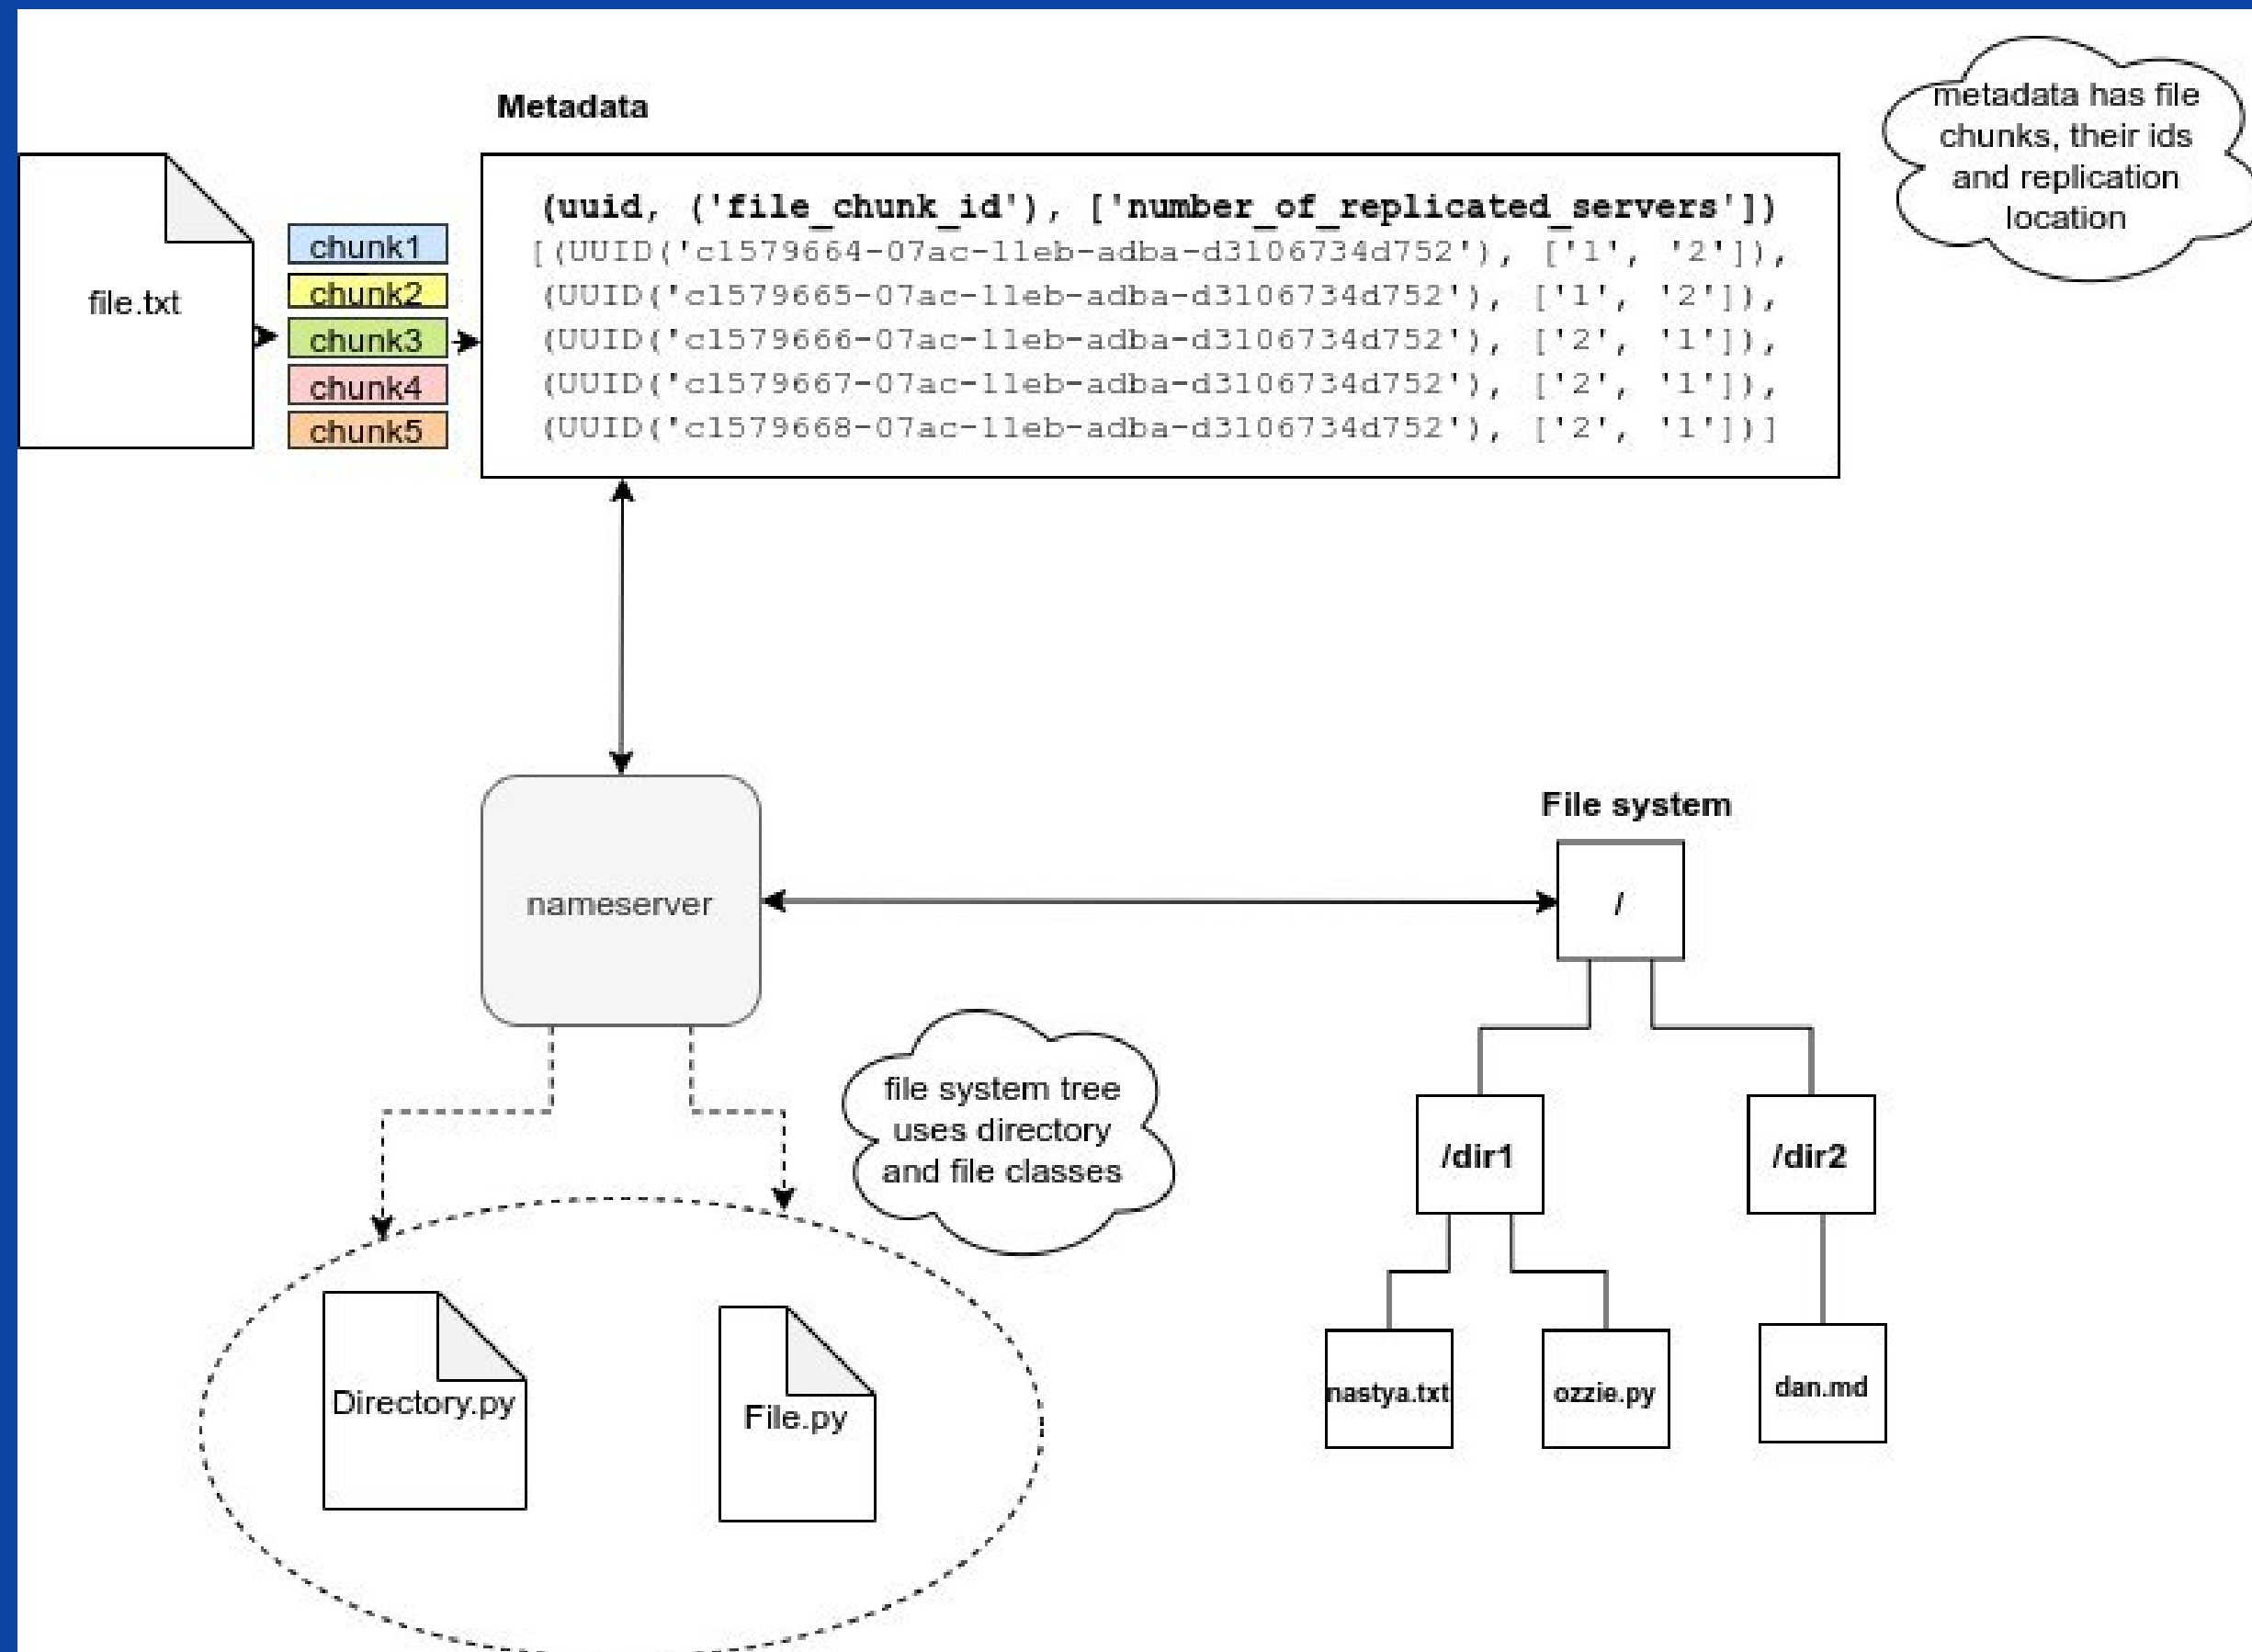 Metadata
metadata has file
chunks, their ids
and replication
location
file.txt
chunk1
chunk2
chunk3
chunk4
chunk5
(uuid, ('file_chunk_id'), ['number_of_replicated_servers'])
[(UUID('c1579664-07ac-11eb-adba-d3106734d752'), ['1', '2']),
(UUID('c1579665-07ac-11eb-adba-d3106734d752'), ['1', '2']),
(UUID('c1579666-07ac-11eb-adba-d3106734d752'), ['2', '1']),
(UUID('c1579667-07ac-11eb-adba-d3106734d752'), ['2', '1']),
(UUID('c1579668-07ac-11eb-adba-d3106734d752'), ['2', '1'])]
nameserver
File system
/
file system tree
uses directory
and file classes
/dir1
/dir2
Directory.py
File.py
nastya.txt
ozzie.py
dan.md